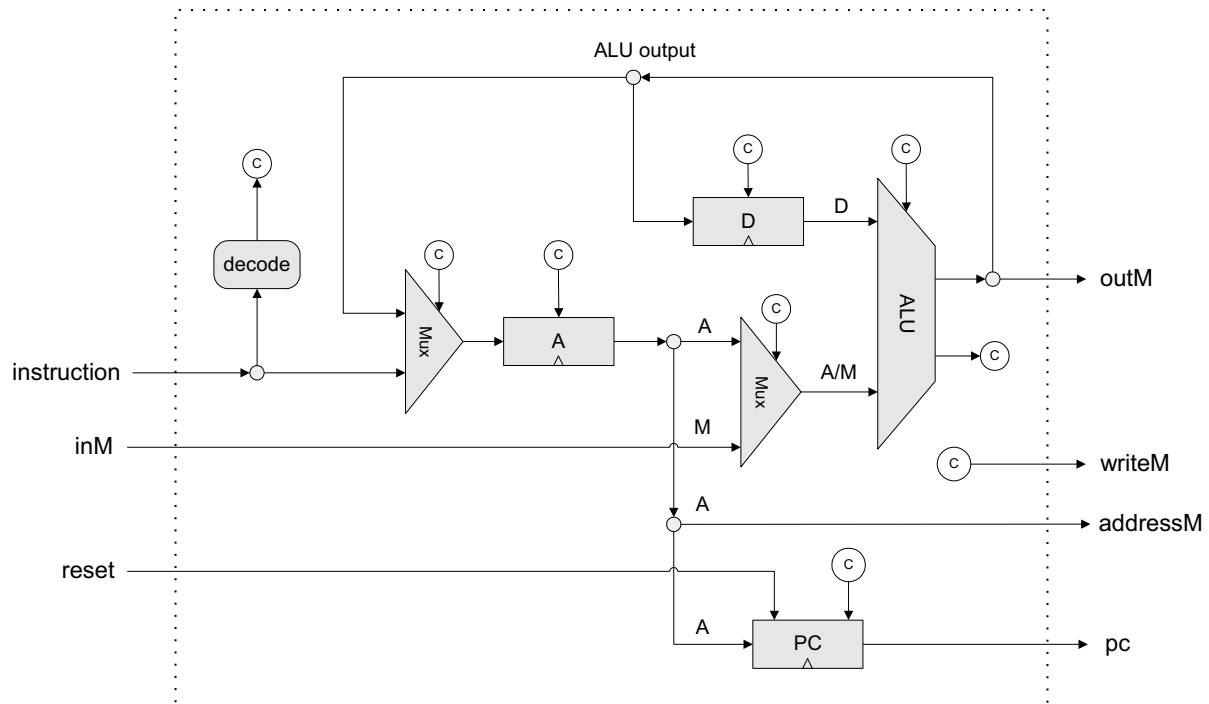 ALU output
C
C
C
D
D
decode
C
C
ALU
outM
Mux
A
A
C
Mux
A/M
C
instruction
inM
M
C
writeM
A
addressM
reset
C
A
PC
pc